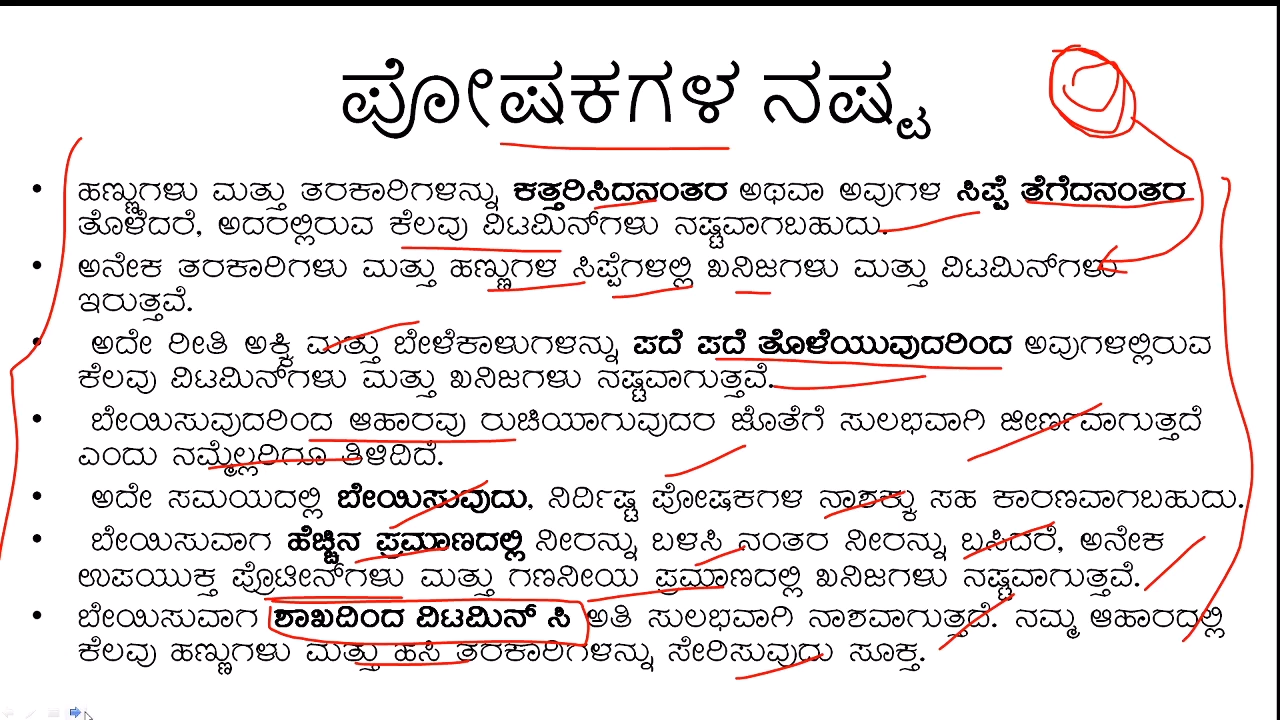 ಪೋಷಕಗಳ ನಷ್ಟ
• ಹಣ್ಣುಗಳು ಮತ್ತು ತರಕಾರಿಗಳನ್ನು ಕತ್ತರಿಸಿದನಂತರ ಅಥವಾ ಅವುಗಳ ಸಿಪ್ಪೆ ತೆಗೆದನಂತರ
ತೊಳೆದರೆ, ಅದರಲ್ಲಿರುವ ಕೆಲವು ವಿಟಮಿನ್‌ಗಳು ನಷ್ಟವಾಗಬಹುದು.
• ಅನೇಕ ತರಕಾರಿಗಳು ಮತ್ತು ಹಣ್ಣುಗಳ ಸಿಪ್ಪೆಗಳಲ್ಲಿ ಖನಿಜಗಳು ಮತ್ತು ವಿಟಮಿನ್‌ಗಳು
ಇರುತ್ತವೆ.
• ಅದೇ ರೀತಿ ಅಕ್ಕಿ ಮತ್ತು ಬೇಳೆಕಾಳುಗಳನ್ನು ಪದೆ ಪದೆ ತೊಳೆಯುವುದರಿಂದ ಅವುಗಳಲ್ಲಿರುವ
ಕೆಲವು ವಿಟಮಿನ್‌ಗಳು ಮತ್ತು ಖನಿಜಗಳು ನಷ್ಟವಾಗುತ್ತವೆ.
• ಬೇಯಿಸುವುದರಿಂದ ಆಹಾರವು ರುಚಿಯಾಗುವುದರ ಜೊತೆಗೆ ಸುಲಭವಾಗಿ ಜೀರ್ಣವಾಗುತ್ತದೆ
ಎಂದು ನಮ್ಮೆಲ್ಲರಿಗೂ ತಿಳಿದಿದೆ.
• ಅದೇ ಸಮಯದಲ್ಲಿ ಬೇಯಿಸುವುದು, ನಿರ್ದಿಷ್ಟ ಪೋಷಕಗಳ ನಾಶಕ್ಕು ಸಹ ಕಾರಣವಾಗಬಹುದು.
• ಬೇಯಿಸುವಾಗ ಹೆಚ್ಚಿನ ಪ್ರಮಾಣದಲ್ಲಿ ನೀರನ್ನು ಬಳಸಿ ನಂತರ ನೀರನ್ನು ಬಸಿದರೆ, ಅನೇಕ
ಉಪಯುಕ್ತ ಪ್ರೊಟೀನ್‌ಗಳು ಮತ್ತು ಗಣನೀಯ ಪ್ರಮಾಣದಲ್ಲಿ ಖನಿಜಗಳು ನಷ್ಟವಾಗುತ್ತವೆ.
• ಬೇಯಿಸುವಾಗ ಶಾಖದಿಂದ ವಿಟಮಿನ್ ಸಿ ಅತಿ ಸುಲಭವಾಗಿ ನಾಶವಾಗುತ್ತದೆ. ನಮ್ಮ ಆಹಾರದಲ್ಲಿ
ಕೆಲವು ಹಣ್ಣುಗಳು ಮತ್ತು ಹಸಿ ತರಕಾರಿಗಳನ್ನು ಸೇರಿಸುವುದು ಸೂಕ್ತ.